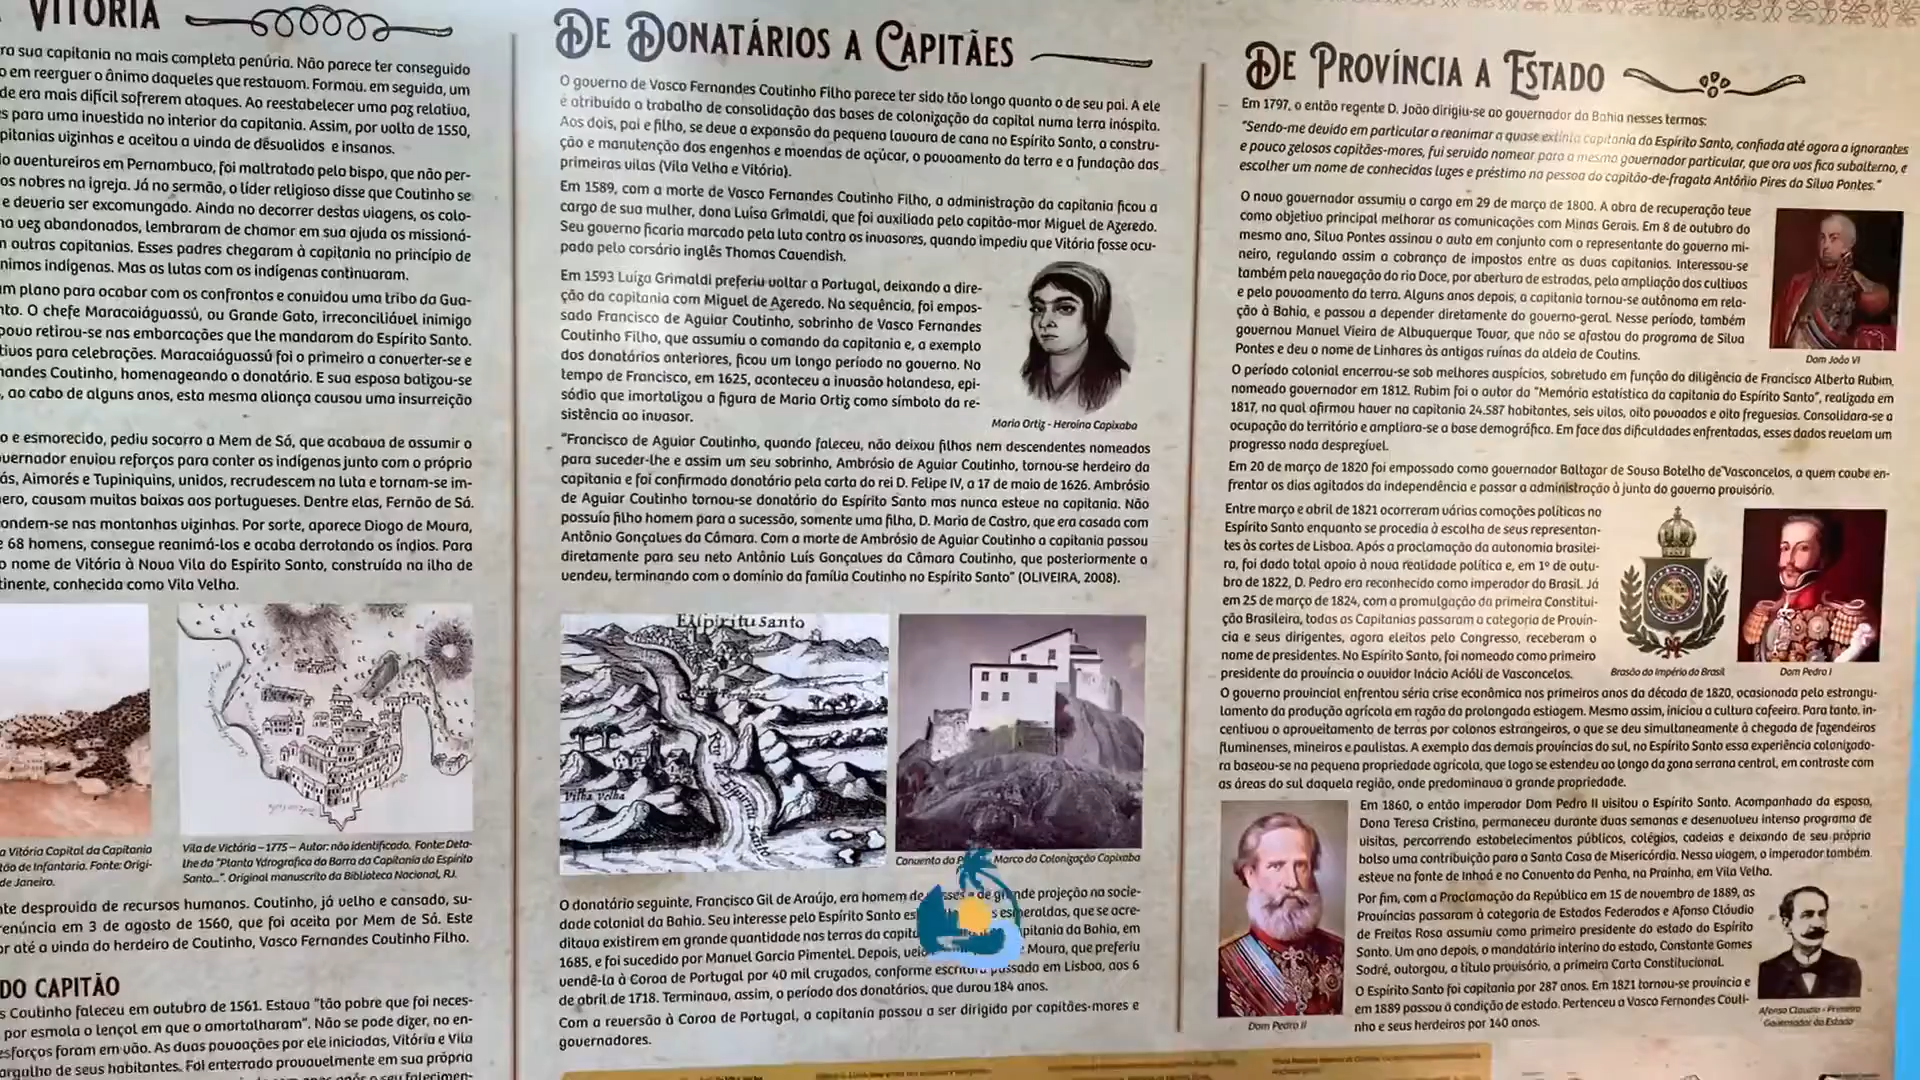 VITÓRIA
ra sua capitania na mais completa penúria. Não parece ter conseguido
o em reerguer o ânimo daqueles que restavam. Formou, em seguida, um
de era mais difícil sofrerem ataques. Ao reestabelecer uma paz relativa,
s para uma investida no interior da capitania. Assim, por volta de 1550,
pitanias vizinhas e aceitou a vinda de desvalidos e insanos.
o aventureiros em Pernambuco, foi maltratado pelo bispo, que não per-
os nobres na igreja. Já no sermão, o líder religioso disse que Coutinho se
e deveria ser excomungado. Ainda no decorrer destas viagens, os colo-
a vez abandonados, lembraram de chamar em sua ajuda os missioná-
n outras capitanias. Esses padres chegaram à capitania no princípio de
nimos indígenas. Mas as lutas com os indígenas continuaram.
um plano para acabar com os confrontos e convidou uma tribo da Gua-
nto. O chefe Maracaiáguassú, ou Grande Gato, irreconciliável inimigo
povo retirou-se nas embarcações que lhe mandaram do Espírito Santo.
tivos para celebrações. Maracaiáguassú foi o primeiro a converter-se e
nandes Coutinho, homenageando o donatário. E sua esposa batizou-se
, ao cabo de alguns anos, esta mesma aliança causou uma insurreição
o e esmorecido, pediu socorro a Mem de Sá, que acabava de assumir o
overnador enviou reforços para conter os indígenas junto com o próprio
ás, Aimorés e Tupiniquins, unidos, recrudescem na luta e tornam-se im-
ero, causam muitas baixas aos portugueses. Dentre elas, Fernão de Sá.
ondem-se nas montanhas vizinhas. Por sorte, aparece Diogo de Moura,
e 68 homens, consegue reanimá-los e acaba derrotando os índios. Para
o nome de Vitória à Nova Vila do Espírito Santo, construída na ilha de
tinente, conhecida como Vila Velha.
a Vitória Capital da Capitania
tão de Infantaria. Fonte: Origi-
de Janeiro.
Vila de Victória – 1775 – Autor: não identificado. Fonte: Deta-
lhe da "Planta Ydrografica da Barra da Capitania do Espirito
Santo...". Original manuscrito da Biblioteca Nacional, RJ.
te desprovida de recursos humanos. Coutinho, já velho e cansado, su-
renúncia em 3 de agosto de 1560, que foi aceita por Mem de Sá. Este
or até a vinda do herdeiro de Coutinho, Vasco Fernandes Coutinho Filho.
DO CAPITÃO
s Coutinho faleceu em outubro de 1561. Estava "tão pobre que foi neces-
por esmola o lençol em que o amortalharam". Não se pode dizer, no en-
esforços foram em vão. As duas povoações por ele iniciadas, Vitória e Vila
orgulho de seus habitantes. Foi enterrado provavelmente em sua própria
DE DONATÁRIOS A CAPITÃES
O governo de Vasco Fernandes Coutinho Filho parece ter sido tão longo quanto o de seu pai. A ele
é atribuído o trabalho de consolidação das bases de colonização da capital numa terra inóspita.
Aos dois, pai e filho, se deve a expansão da pequena lavoura de cana no Espírito Santo, a constru-
ção e manutenção dos engenhos e moendas de açúcar, o povoamento da terra e a fundação das
primeiras vilas (Vila Velha e Vitória).
Em 1589, com a morte de Vasco Fernandes Coutinho Filho, a administração da capitania ficou a
cargo de sua mulher, dona Luísa Grimaldi, que foi auxiliada pelo capitão-mor Miguel de Azeredo.
Seu governo ficaria marcado pela luta contra os invasores, quando impediu que Vitória fosse ocu-
pada pelo corsário inglês Thomas Cavendish.
Em 1593 Luíza Grimaldi preferiu voltar a Portugal, deixando a dire-
ção da capitania com Miguel de Azeredo. Na sequência, foi empos-
sado Francisco de Aguiar Coutinho, sobrinho de Vasco Fernandes
Coutinho Filho, que assumiu o comando da capitania e, a exemplo
dos donatários anteriores, ficou um longo período no governo. No
tempo de Francisco, em 1625, aconteceu a invasão holandesa, epi-
sódio que imortalizou a figura de Maria Ortiz como símbolo da re-
sistência ao invasor.
Maria Ortiz - Heroína Capixaba
"Francisco de Aguiar Coutinho, quando faleceu, não deixou filhos nem descendentes nomeados
para suceder-lhe e assim um seu sobrinho, Ambrósio de Aguiar Coutinho, tornou-se herdeiro da
capitania e foi confirmado donatário pela carta do rei D. Felipe IV, a 17 de maio de 1626. Ambrósio
de Aguiar Coutinho tornou-se donatário do Espírito Santo mas nunca esteve na capitania. Não
possuía filho homem para a sucessão, somente uma filha, D. Maria de Castro, que era casada com
Antônio Gonçalves da Câmara. Com a morte de Ambrósio de Aguiar Coutinho a capitania passou
diretamente para seu neto Antônio Luís Gonçalves da Câmara Coutinho, que posteriormente a
vendeu, terminando com o domínio da família Coutinho no Espírito Santo" (OLIVEIRA, 2008).
Espiritu Santo
Vilha Velha
Rio
Espiritu Santo
Convento da P Marco da Colonização Capixaba
O donatário seguinte, Francisco Gil de Araújo, era homem de de grande projeção na socie-
dade colonial da Bahia. Seu interesse pelo Espírito Santo es s esmeraldas, que se acre-
ditava existirem em grande quantidade nas terras da capitania pitania da Bahia, em
1685, e foi sucedido por Manuel Garcia Pimentel. Depois, veio Moura, que preferiu
vendê-la à Coroa de Portugal por 40 mil cruzados, conforme escritura passada em Lisboa, aos 6
de abril de 1718. Terminava, assim, o período dos donatários, que durou 184 anos.
Com a reversão à Coroa de Portugal, a capitania passou a ser dirigida por capitães-mores e
governadores.
DE PROVÍNCIA A ESTADO
Em 1797, o então regente D. João dirigiu-se ao governador da Bahia nesses termos:
"Sendo-me devido em particular a reanimar a quase extinta capitania do Espírito Santo, confiada até agora a ignorantes
e pouco zelosos capitães-mores, fui servido nomear para a mesma governador particular, que ora vos fica subalterno, e
escolher um nome de conhecidas luzes e préstimo na pessoa do capitão-de-fragata Antônio Pires da Silva Pontes."
O novo governador assumiu o cargo em 29 de março de 1800. A obra de recuperação teve
como objetivo principal melhorar as comunicações com Minas Gerais. Em 8 de outubro do
mesmo ano, Silva Pontes assinou o auto em conjunto com o representante do governo mi-
neiro, regulando assim a cobrança de impostos entre as duas capitanias. Interessou-se
também pela navegação do rio Doce, por abertura de estradas, pela ampliação dos cultivos
e pelo povoamento da terra. Alguns anos depois, a capitania tornou-se autônoma em rela-
ção à Bahia, e passou a depender diretamente do governo-geral. Nesse período, também
governou Manuel Vieira de Albuquerque Tovar, que não se afastou do programa de Silva
Pontes e deu o nome de Linhares às antigas ruínas da aldeia de Coutins.
Dom João VI
O período colonial encerrou-se sob melhores auspícios, sobretudo em função da diligência de Francisco Alberto Rubim,
nomeado governador em 1812. Rubim foi o autor da "Memória estatística da capitania do Espírito Santo", realizada em
1817, na qual afirmou haver na capitania 24.587 habitantes, seis vilas, oito povoados e oito freguesias. Consolidara-se a
ocupação do território e ampliara-se a base demográfica. Em face das dificuldades enfrentadas, esses dados revelam um
progresso nada desprezível.
Em 20 de março de 1820 foi empossado como governador Baltazar de Sousa Botelho de Vasconcelos, a quem coube en-
frentar os dias agitados da independência e passar a administração à junta do governo provisório.
Entre março e abril de 1821 ocorreram várias comoções políticas no
Espírito Santo enquanto se procedia à escolha de seus representan-
tes às cortes de Lisboa. Após a proclamação da autonomia brasilei-
ra, foi dado total apoio à nova realidade política e, em 1º de outu-
bro de 1822, D. Pedro era reconhecido como imperador do Brasil. Já
em 25 de março de 1824, com a promulgação da primeira Constitui-
ção Brasileira, todas as Capitanias passaram a categoria de Provín-
cia e seus dirigentes, agora eleitos pelo Congresso, receberam o
nome de presidentes. No Espírito Santo, foi nomeado como primeiro
presidente da província o ouvidor Inácio Acióli de Vasconcelos.
Brasão do Império do Brasil
Dom Pedro I
O governo provincial enfrentou séria crise econômica nos primeiros anos da década de 1820, ocasionada pelo estrangu-
lamento da produção agrícola em razão da prolongada estiagem. Mesmo assim, iniciou a cultura cafeeira. Para tanto, in-
centivou o aproveitamento de terras por colonos estrangeiros, o que se deu simultaneamente à chegada de fazendeiros
fluminenses, mineiros e paulistas. A exemplo das demais províncias do sul, no Espírito Santo essa experiência colonizado-
ra baseou-se na pequena propriedade agrícola, que logo se estendeu ao longo da zona serrana central, em contraste com
as áreas do sul daquela região, onde predominava a grande propriedade.
Em 1860, o então imperador Dom Pedro II visitou o Espírito Santo. Acompanhado da esposa,
Dona Teresa Cristina, permaneceu durante duas semanas e desenvolveu intenso programa de
visitas, percorrendo estabelecimentos públicos, colégios, cadeias e deixando de seu próprio
bolso uma contribuição para a Santa Casa de Misericórdia. Nessa viagem, o imperador também
esteve na fonte de Inhoá e no Convento da Penha, na Prainha, em Vila Velha.
Por fim, com a Proclamação da República em 15 de novembro de 1889, as
Províncias passaram à categoria de Estados Federados e Afonso Cláudio
de Freitas Rosa assumiu como primeiro presidente do estado do Espírito
Santo. Um ano depois, o mandatário interino do estado, Constante Gomes
Sodré, outorgou, a título provisório, a primeira Carta Constitucional.
O Espírito Santo foi capitania por 287 anos. Em 1821 tornou-se província e
em 1889 passou à condição de estado. Pertenceu a Vasco Fernandes Couti-
nho e seus herdeiros por 140 anos.
Dom Pedro II
Afonso Claudio - Primeiro
Governador do Estado